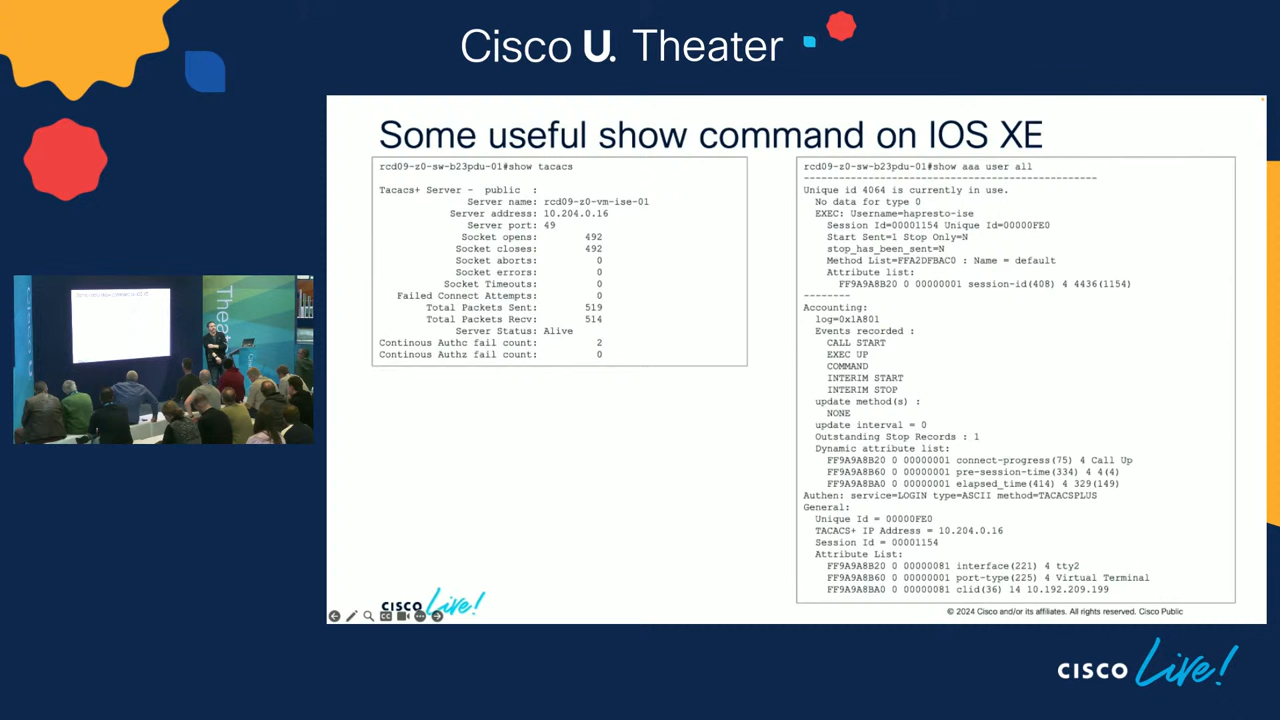 Cisco U. Theater
Some useful show command on IOS XE
rcd09-z0-sw-b23pdu-01#show tacacs
Tacacs+ Server - public :
Server name: rcd09-z0-vm-ise-01
Server address: 10.204.0.16
Server port: 49
Socket opens: 492
Socket closes: 492
Socket aborts: 0
Socket errors: 0
Socket Timeouts: 0
Failed Connect Attempts: 0
Total Packets Sent: 519
Total Packets Recv: 514
Server Status: Alive
Continous Authc fail count: 2
Continous Authz fail count: 0
rcd09-z0-sw-b23pdu-01#show aaa user all
--------------------------------------------------
Unique id 4064 is currently in use.
No data for type 0
EXEC: Username=hapresto-ise
Session Id=00001154 Unique Id=00000FE0
Start Sent=1 Stop Only=N
stop_has_been_sent=N
Method List=FFA2DFBAC0 : Name = default
Attribute list:
FF9A9A8B20 0 00000001 session-id(408) 4 4436(1154)
--------
Accounting:
log=0x1A801
Events recorded :
CALL START
EXEC UP
COMMAND
INTERIM START
INTERIM STOP
update method(s) :
NONE
update interval = 0
Outstanding Stop Records : 1
Dynamic attribute list:
FF9A9A8B20 0 00000001 connect-progress(75) 4 Call Up
FF9A9A8B60 0 00000001 pre-session-time(334) 4 4(4)
FF9A9A8BA0 0 00000001 elapsed_time(414) 4 329(149)
Authen: service=LOGIN type=ASCII method=TACACSPLUS
General:
Unique Id = 00000FE0
TACACS+ IP Address = 10.204.0.16
Session Id = 00001154
Attribute List:
FF9A9A8B20 0 00000081 interface(221) 4 tty2
FF9A9A8B60 0 00000081 port-type(225) 4 Virtual Terminal
FF9A9A8BA0 0 00000081 clid(36) 14 10.192.209.199
CISCO Live!
© 2024 Cisco and/or its affiliates. All rights reserved. Cisco Public
Thea
CISCO Live!